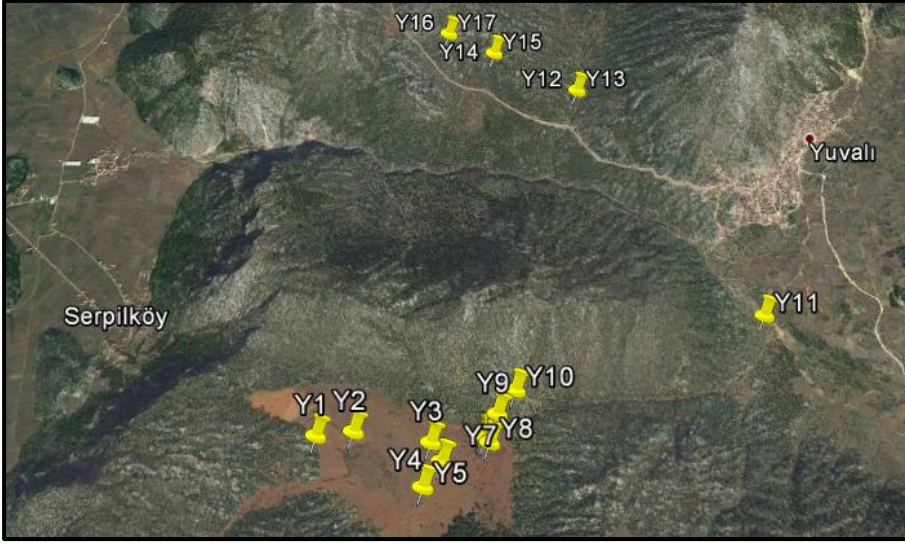 Y16 Y17
Y14 Y15
Y12 Y13
Yuvalı
Serpilköy
Y11
Y9 Y10
Y1 Y2 Y3 Y7 Y8
Y4 Y5